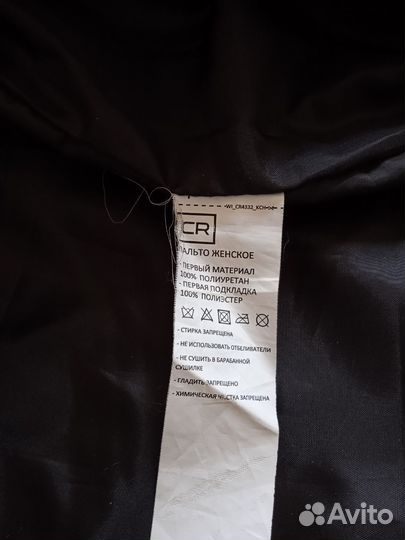 WI_CR4332_КСН
CR
ПАЛЬТО ЖЕНСКОЕ
- ПЕРВЫЙ МАТЕРИАЛ
100% ПОЛИУРЕТАН
- ПЕРВАЯ ПОДКЛАДКА
100% ПОЛИЭСТЕР
- СТИРКА ЗАПРЕЩЕНА
- НЕ ИСПОЛЬЗОВАТЬ ОТБЕЛИВАТЕЛИ
- НЕ СУШИТЬ В БАРАБАННОЙ
СУШИЛКЕ
- ГЛАДИТЬ ЗАПРЕЩЕНО
- ХИМИЧЕСКАЯ ЧИСТКА ЗАПРЕЩЕНА
Avito